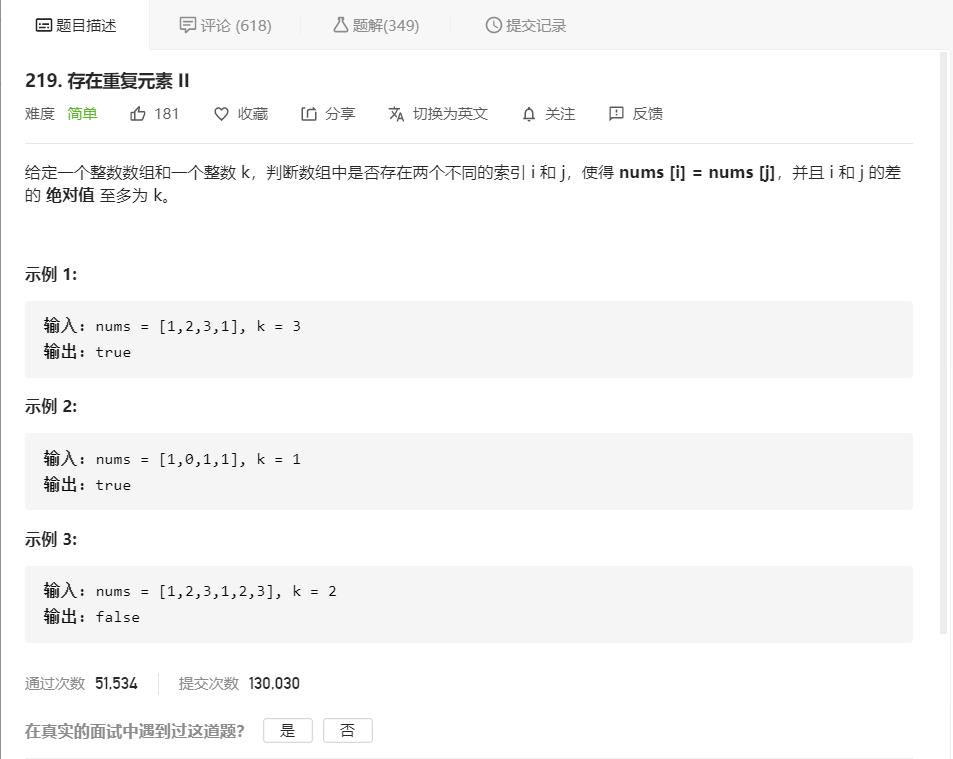 题目描述 评论 (618) 题解(349) 提交记录
219. 存在重复元素 II
难度 简单 181 收藏 分享 切换为英文 关注 反馈
给定一个整数数组和一个整数 k，判断数组中是否存在两个不同的索引 i 和 j，使得 nums [i] = nums [j]，并且 i 和 j 的差
的 绝对值 至多为 k。
示例 1:
输入: nums = [1,2,3,1], k = 3
输出: true
示例 2:
输入: nums = [1,0,1,1], k = 1
输出: true
示例 3:
输入: nums = [1,2,3,1,2,3], k = 2
输出: false
通过次数 51,534 提交次数 130,030
在真实的面试中遇到过这道题? 是 否